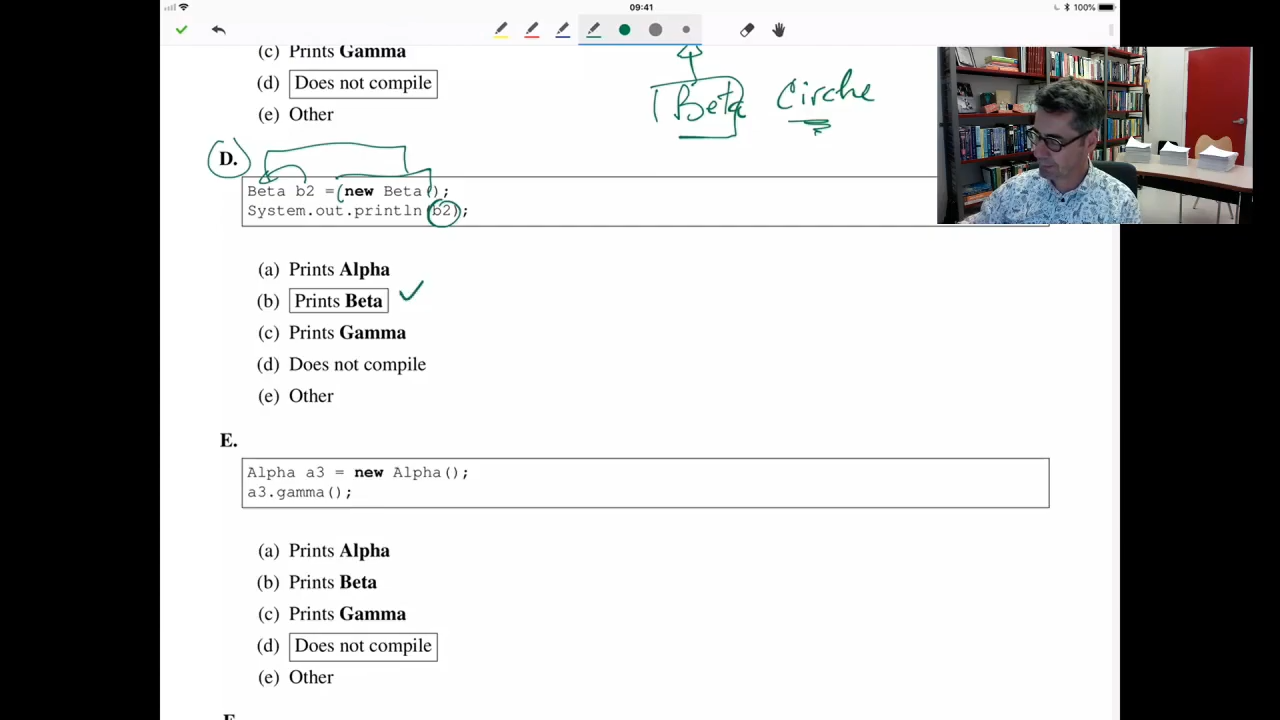 09:41
100%
(c) Prints Gamma
(d) Does not compile
(e) Other
Beta Circle
D.
Beta b2 = new Beta();
System.out.println(b2);
(a) Prints Alpha
(b) Prints Beta
(c) Prints Gamma
(d) Does not compile
(e) Other
E.
Alpha a3 = new Alpha();
a3.gamma();
(a) Prints Alpha
(b) Prints Beta
(c) Prints Gamma
(d) Does not compile
(e) Other